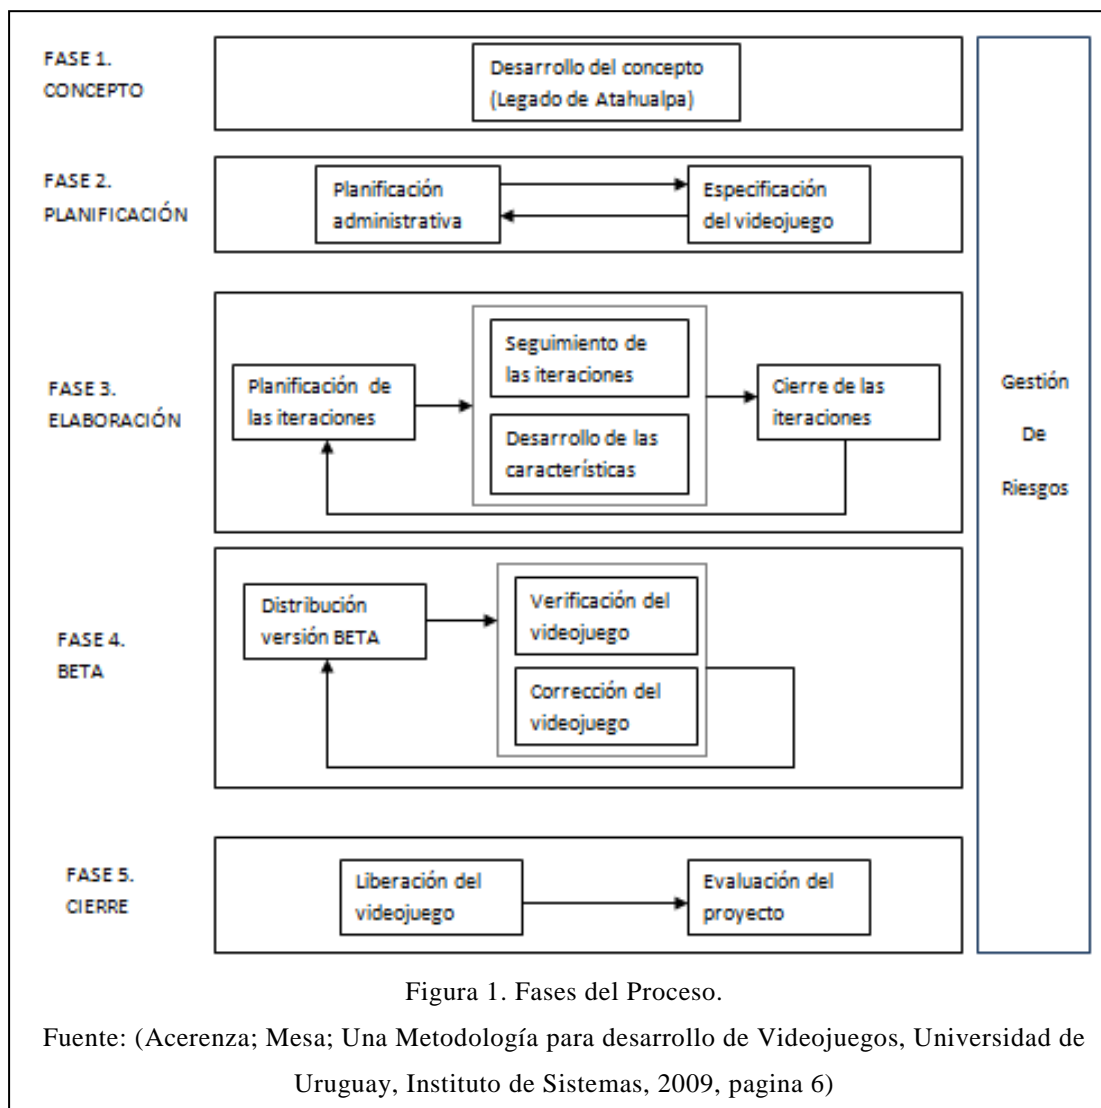 FASE 1.
CONCEPTO
Desarrollo del concepto
(Legado de Atahualpa)
FASE 2.
PLANIFICACIÓN
Planificación
administrativa
Especificación
del videojuego
FASE 3.
ELABORACIÓN
Planificación de
las iteraciones
Seguimiento de
las iteraciones
Desarrollo de las
características
Cierre de las
iteraciones
FASE 4.
BETA
Distribución
versión BETA
Verificación del
videojuego
Corrección del
videojuego
FASE 5.
CIERRE
Liberación del
videojuego
Evaluación del
proyecto
Gestión
De
Riesgos
Figura 1. Fases del Proceso.
Fuente: (Acerenza; Mesa; Una Metodología para desarrollo de Videojuegos, Universidad de
Uruguay, Instituto de Sistemas, 2009, pagina 6)